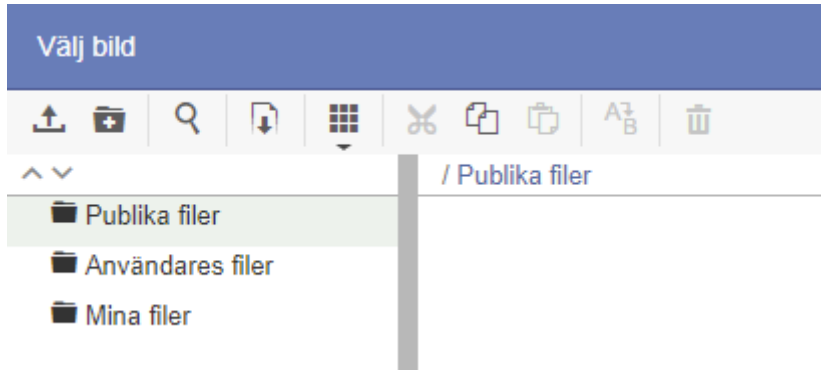 Välj bild
/ Publika filer
Publika filer
Användares filer
Mina filer